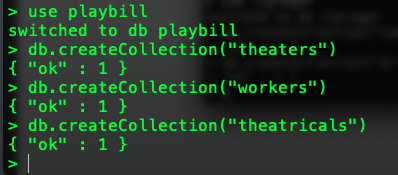 > use playbill
switched to db playbill
> db.createCollection("theaters")
{ "ok" : 1 }
> db.createCollection("workers")
{ "ok" : 1 }
> db.createCollection("theatricals")
{ "ok" : 1 }
>